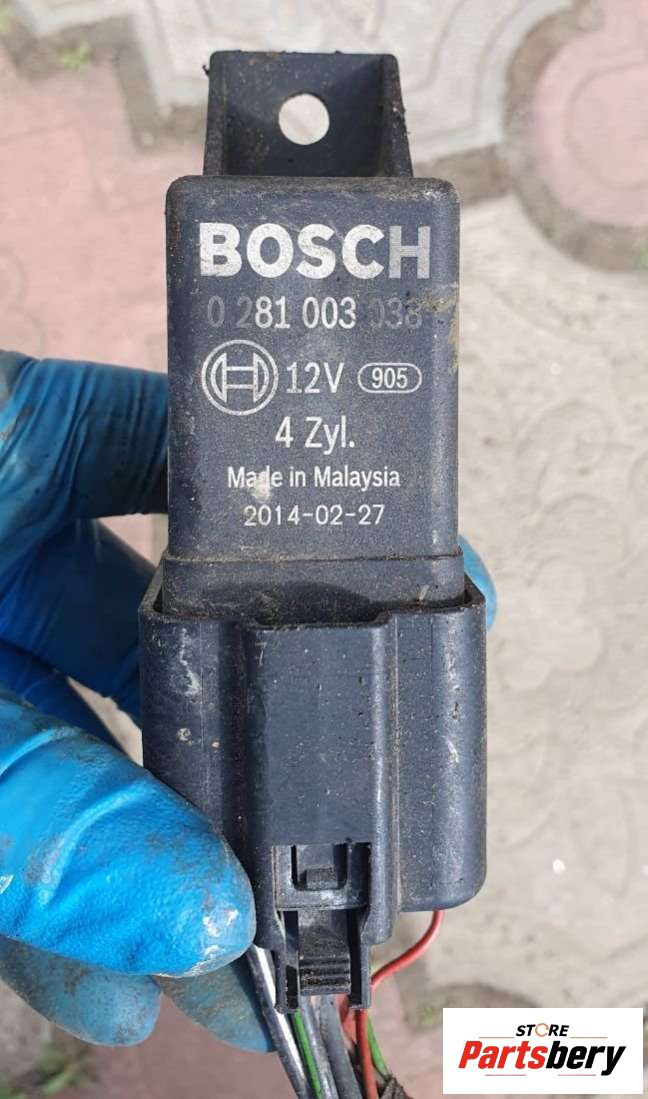 BOSCH
0 281 003 038
12V 905
4 Zyl.
Made in Malaysia
2014-02-27
STORE
Partsbery